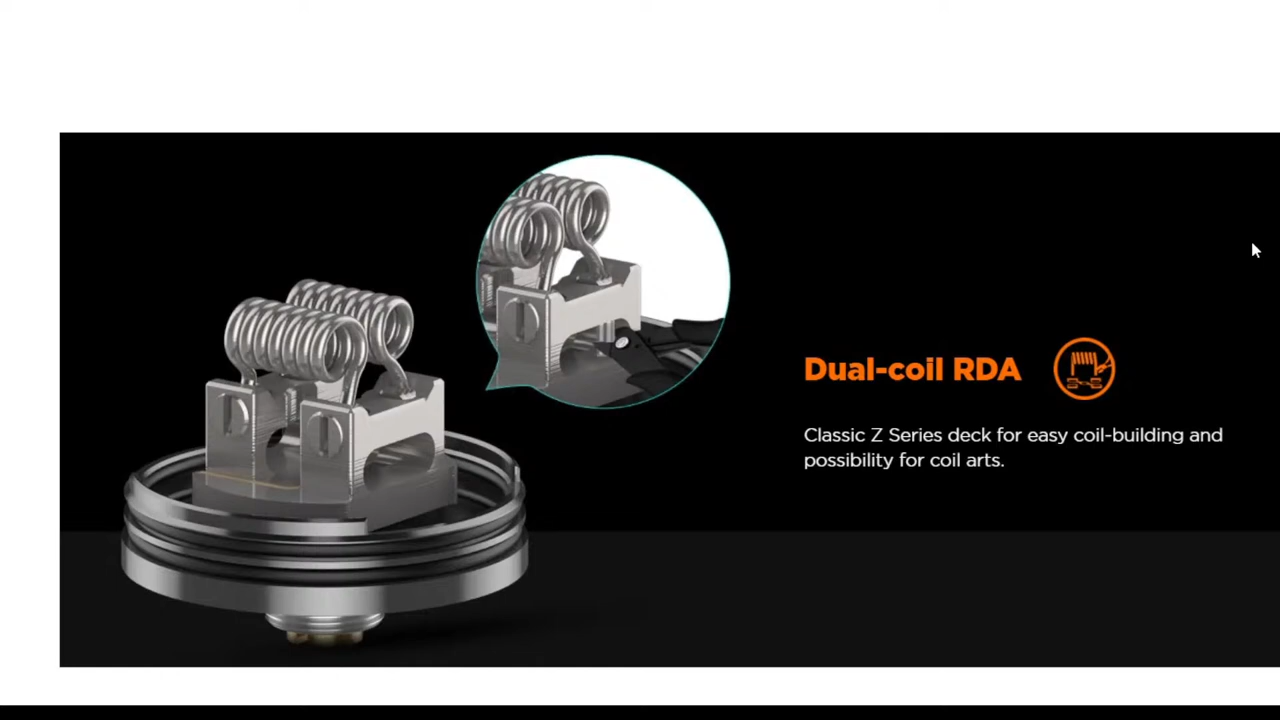 Dual-coil RDA
Classic Z Series deck for easy coil-building and
possibility for coil arts.